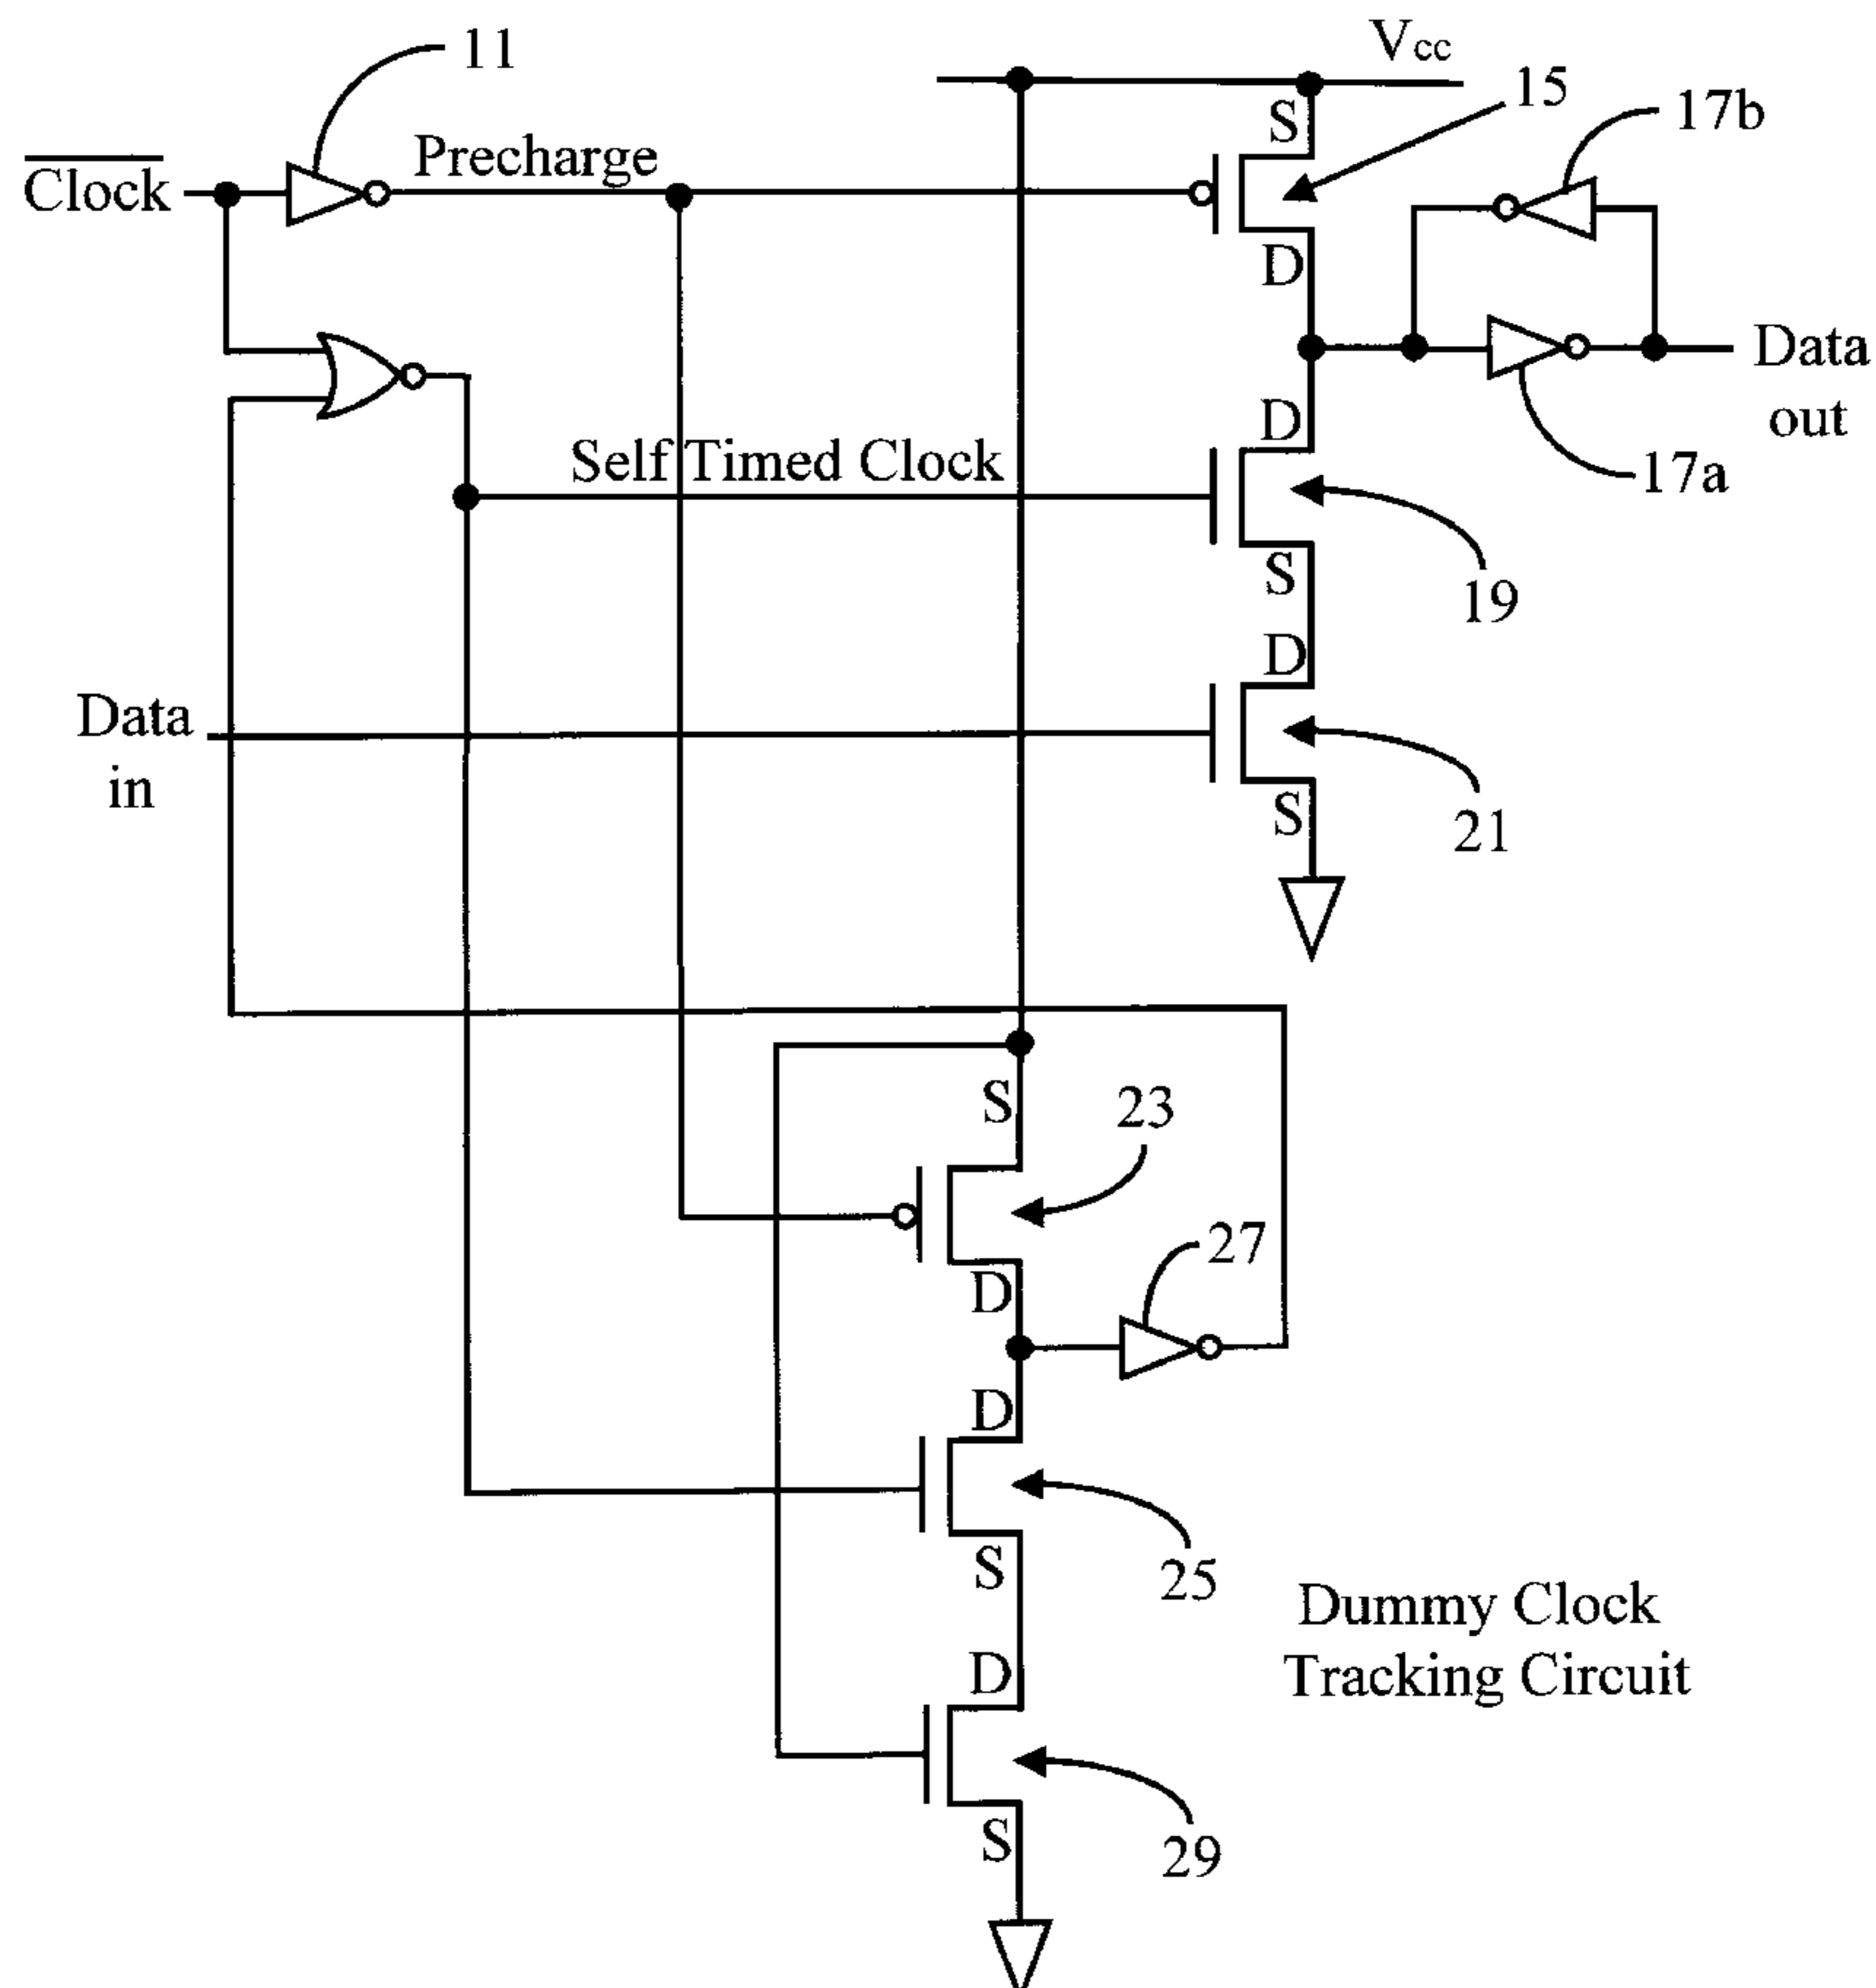 11
Vcc
15
17b
Clock
Precharge
S
D
Data
out
D
Self Timed Clock
17a
S
19
D
Data
in
S
21
S
23
27
D
D
S
25
Dummy Clock
Tracking Circuit
D
S
29